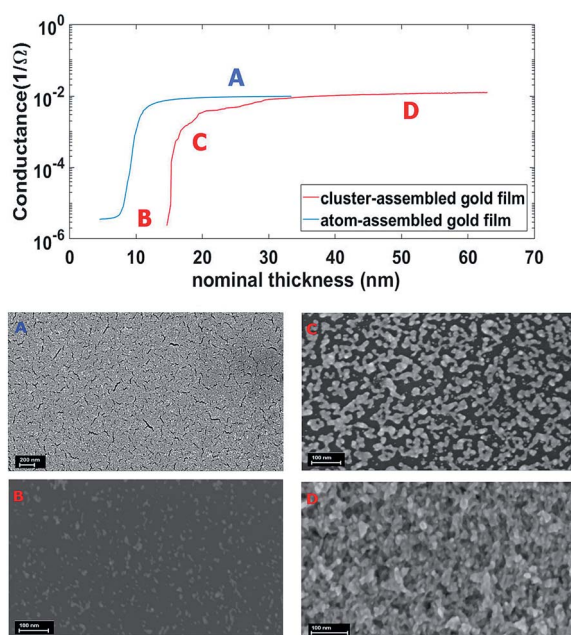 10^0
10^-2
10^-4
10^-6
Conductance(1/Ω)
A
B
C
D
cluster-assembled gold film
atom-assembled gold film
0 10 20 30 40 50 60 70
nominal thickness (nm)
A
200 nm
C
100 nm
B
100 nm
D
100 nm